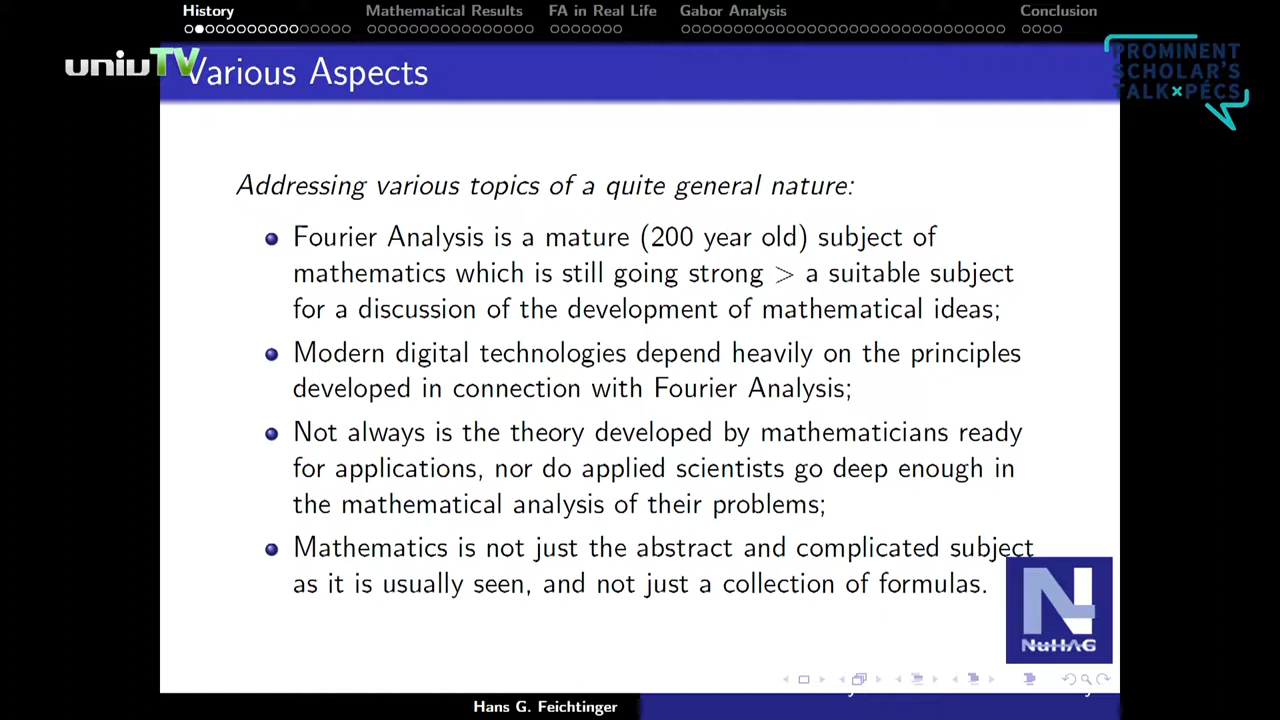 History Mathematical Results FA in Real Life Gabor Analysis Conclusion
uniuTV
Various Aspects
PROMINENT
SCHOLAR'S
TALK×PÉCS
Addressing various topics of a quite general nature:
Fourier Analysis is a mature (200 year old) subject of
mathematics which is still going strong > a suitable subject
for a discussion of the development of mathematical ideas;
Modern digital technologies depend heavily on the principles
developed in connection with Fourier Analysis;
Not always is the theory developed by mathematicians ready
for applications, nor do applied scientists go deep enough in
the mathematical analysis of their problems;
Mathematics is not just the abstract and complicated subject
as it is usually seen, and not just a collection of formulas.
N
NuHAG
Hans G. Feichtinger